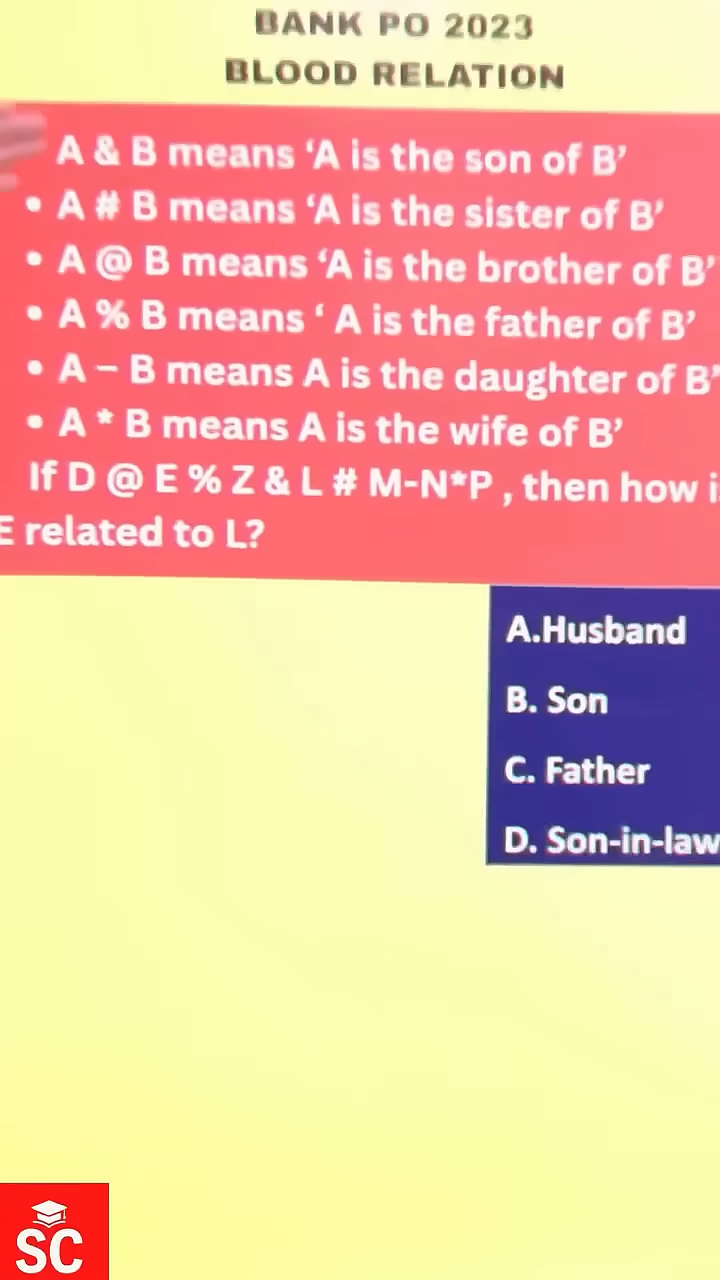 BANK PO 2023
BLOOD RELATION
A & B means ‘A is the son of B’
• A # B means ‘A is the sister of B’
• A @ B means ‘A is the brother of B’
• A % B means ‘ A is the father of B’
• A – B means A is the daughter of B’
• A * B means A is the wife of B’
If D @ E % Z & L # M-N*P , then how
E related to L?
A.Husband
B. Son
C. Father
D. Son-in-law
SC